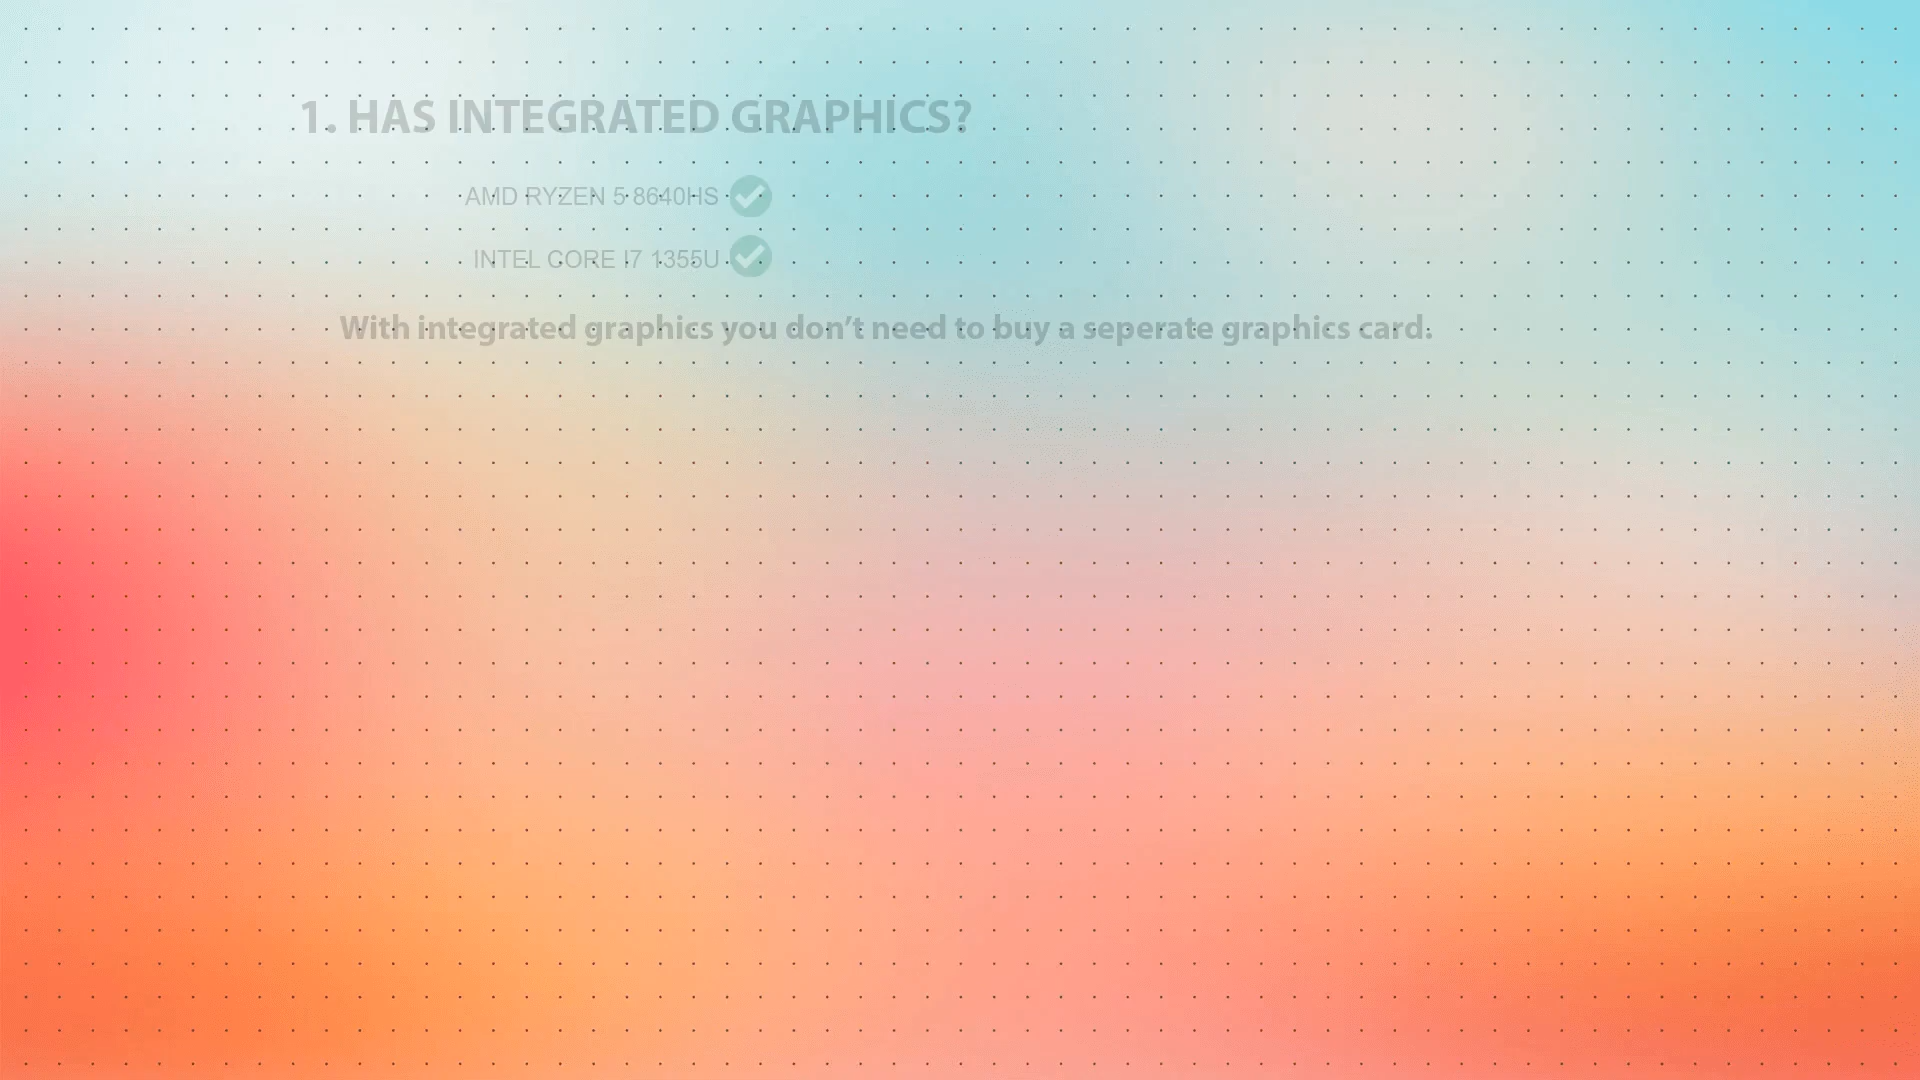 1. HAS INTEGRATED GRAPHICS?
AMD RYZEN 5 8640HS
INTEL CORE I7 1355U
With integrated graphics you don’t need to buy a seperate graphics card.